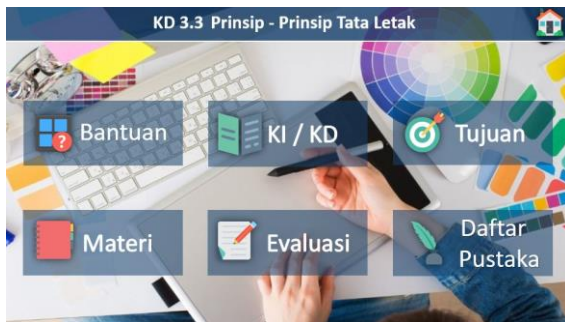 KD 3.3 Prinsip - Prinsip Tata Letak
Bantuan
KI / KD
Tujuan
Materi
Evaluasi
Daftar
Pustaka